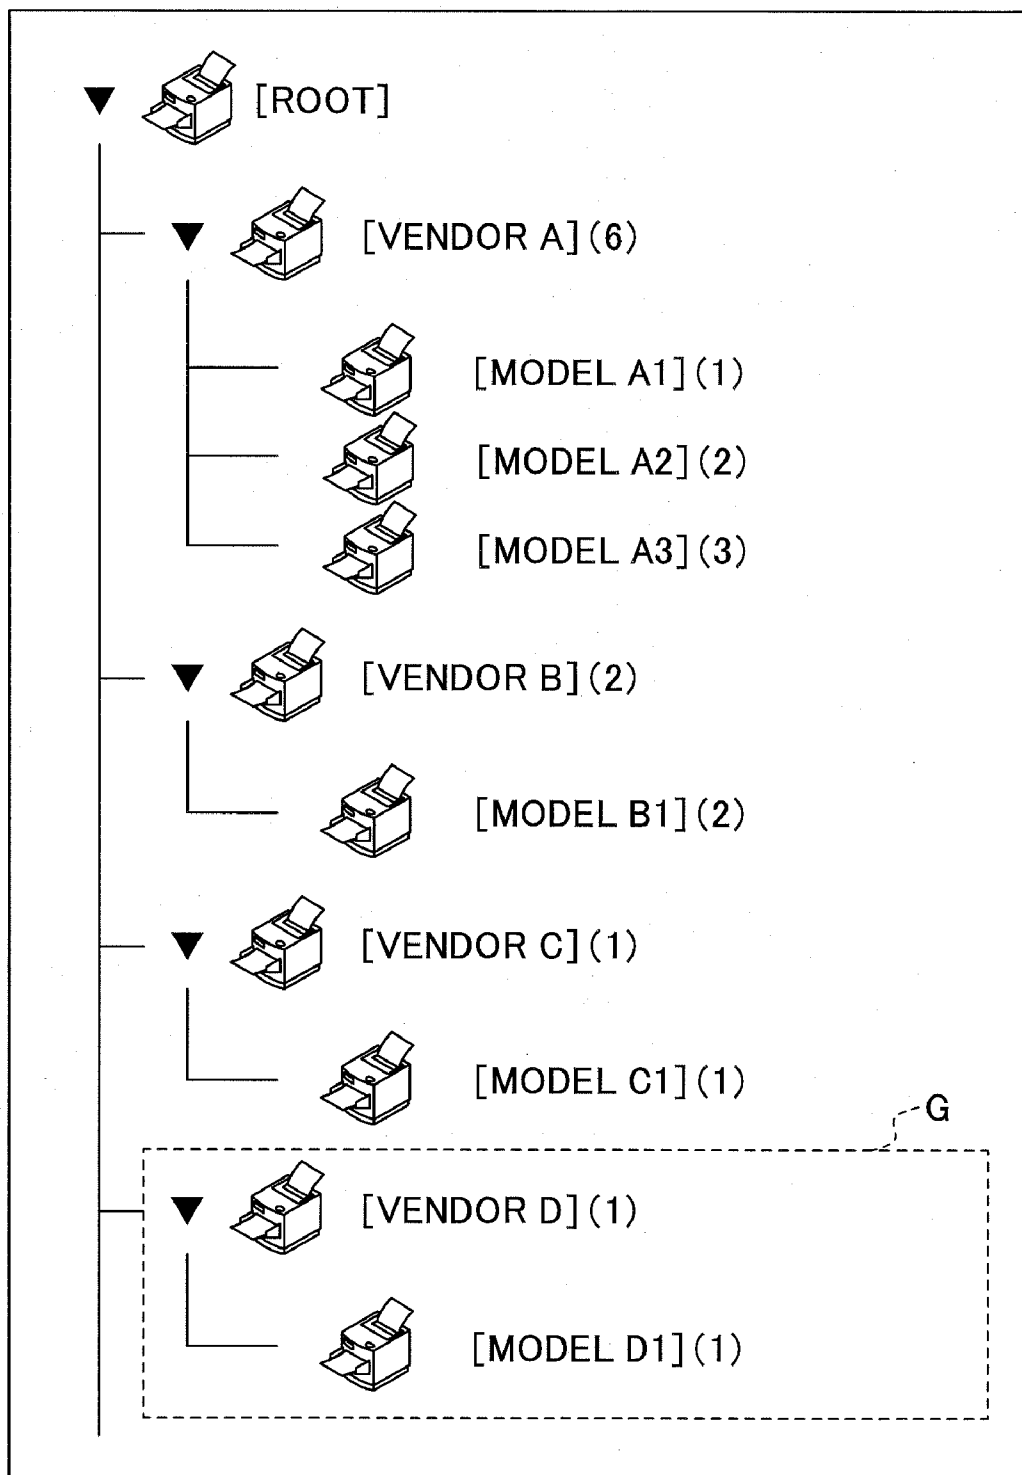 [ROOT]
[VENDOR A](6)
[MODEL A1](1)
[MODEL A2](2)
[MODEL A3](3)
[VENDOR B](2)
[MODEL B1](2)
[VENDOR C](1)
[MODEL C1](1)
G
[VENDOR D](1)
[MODEL D1](1)